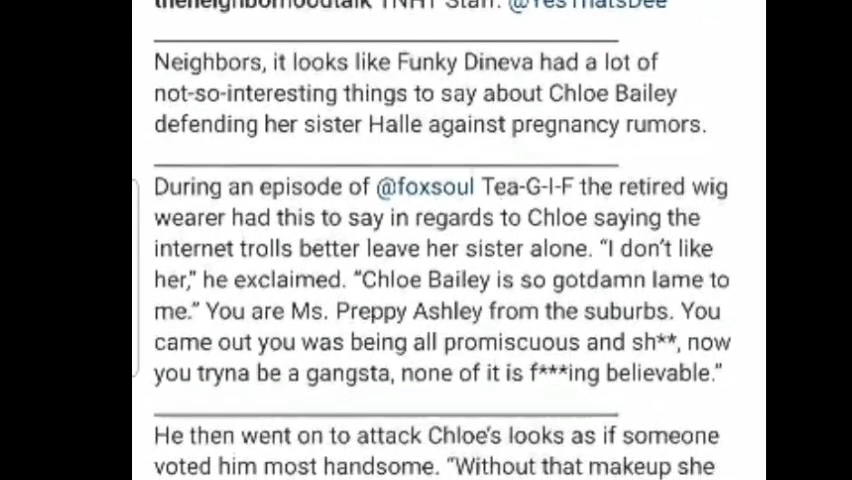 theneighborhoodtalk TNHT Staff: @YesThatsDee
Neighbors, it looks like Funky Dineva had a lot of
not-so-interesting things to say about Chloe Bailey
defending her sister Halle against pregnancy rumors.
During an episode of @foxsoul Tea-G-I-F the retired wig
wearer had this to say in regards to Chloe saying the
internet trolls better leave her sister alone. “I don’t like
her,” he exclaimed. “Chloe Bailey is so gotdamn lame to
me.” You are Ms. Preppy Ashley from the suburbs. You
came out you was being all promiscuous and sh**, now
you tryna be a gangsta, none of it is f***ing believable.”
He then went on to attack Chloe’s looks as if someone
voted him most handsome. “Without that makeup she